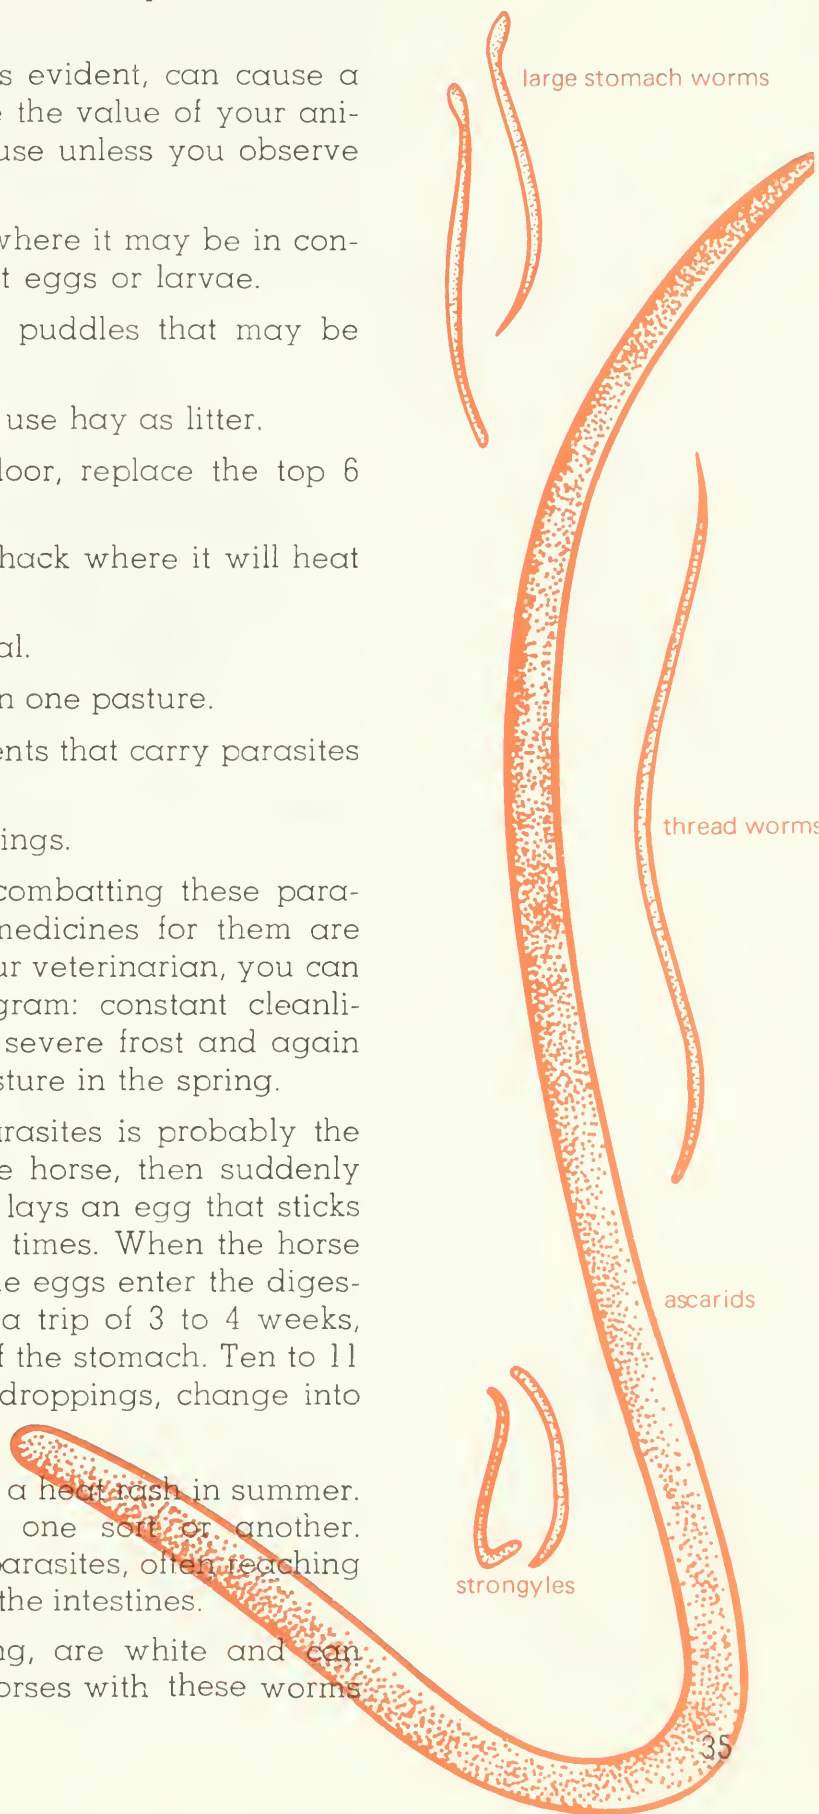 s evident, can cause a
e the value of your ani-
use unless you observe
where it may be in con-
t eggs or larvae.
puddles that may be
use hay as litter.
loor, replace the top 6
hack where it will heat
al.
n one pasture.
ents that carry parasites
ings.
combatting these para-
medicines for them are
ur veterinarian, you can
gram: constant cleanli-
severe frost and again
sture in the spring.
arasites is probably the
e horse, then suddenly
lays an egg that sticks
times. When the horse
le eggs enter the diges-
a trip of 3 to 4 weeks,
f the stomach. Ten to 11
droppings, change into
a heat rash in summer.
one sort or another.
parasites, often reaching
the intestines.
ng, are white and can
orses with these worms
large stomach worms
thread worms
ascarids
strongyles
35